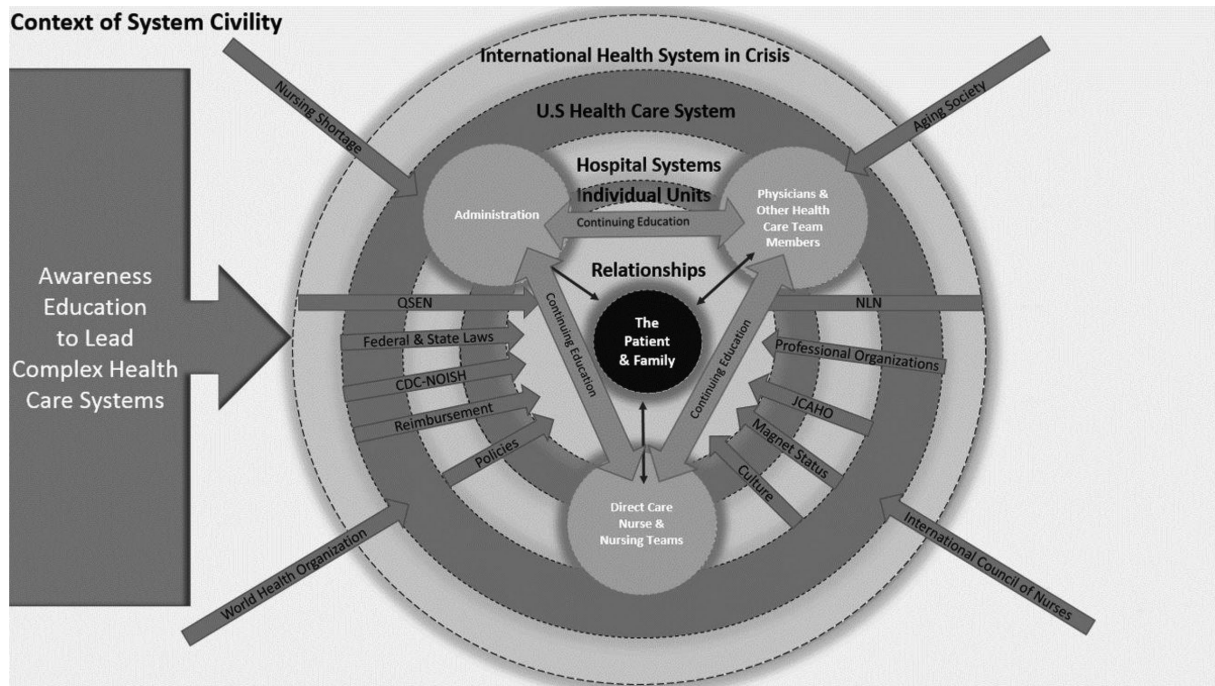 Context of System Civility
International Health System in Crisis
U.S Health Care System
Hospital Systems
Individual Units
Nursing Shortage
Aging Society
Administration
Continuing Education
Physicians &
Other Health
Care Team
Members
Relationships
The
Patient
& Family
Continuing Education
Continuing Education
Awareness
Education
to Lead
Complex Health
Care Systems
QSEN
Federal & State Laws
CDC-NOISH
Reimbursement
Policies
NLN
Professional Organizations
JCAHO
Magnet Status
Culture
Direct Care
Nurse &
Nursing Teams
World Health Organization
International Council of Nurses